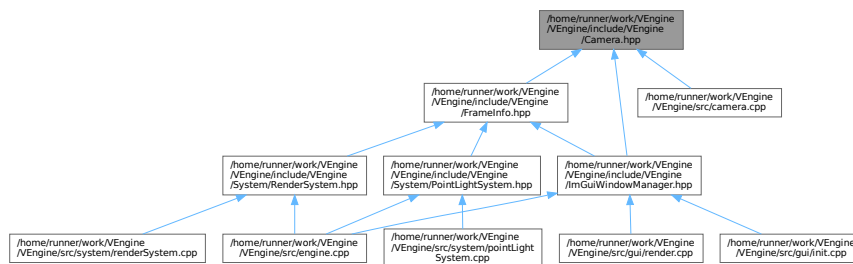 /home/runner/work/VEngine
/VEngine/include/VEngine
/Camera.hpp
/home/runner/work/VEngine
/VEngine/include/VEngine
/FrameInfo.hpp
/home/runner/work/VEngine
/VEngine/src/camera.cpp
/home/runner/work/VEngine
/VEngine/include/VEngine
/System/RenderSystem.hpp
/home/runner/work/VEngine
/VEngine/include/VEngine
/System/PointLightSystem.hpp
/home/runner/work/VEngine
/VEngine/include/VEngine
/ImGuiWindowManager.hpp
/home/runner/work/VEngine
/VEngine/src/system/renderSystem.cpp
/home/runner/work/VEngine
/VEngine/src/engine.cpp
/home/runner/work/VEngine
/VEngine/src/system/pointLight
System.cpp
/home/runner/work/VEngine
/VEngine/src/gui/render.cpp
/home/runner/work/VEngine
/VEngine/src/gui/init.cpp